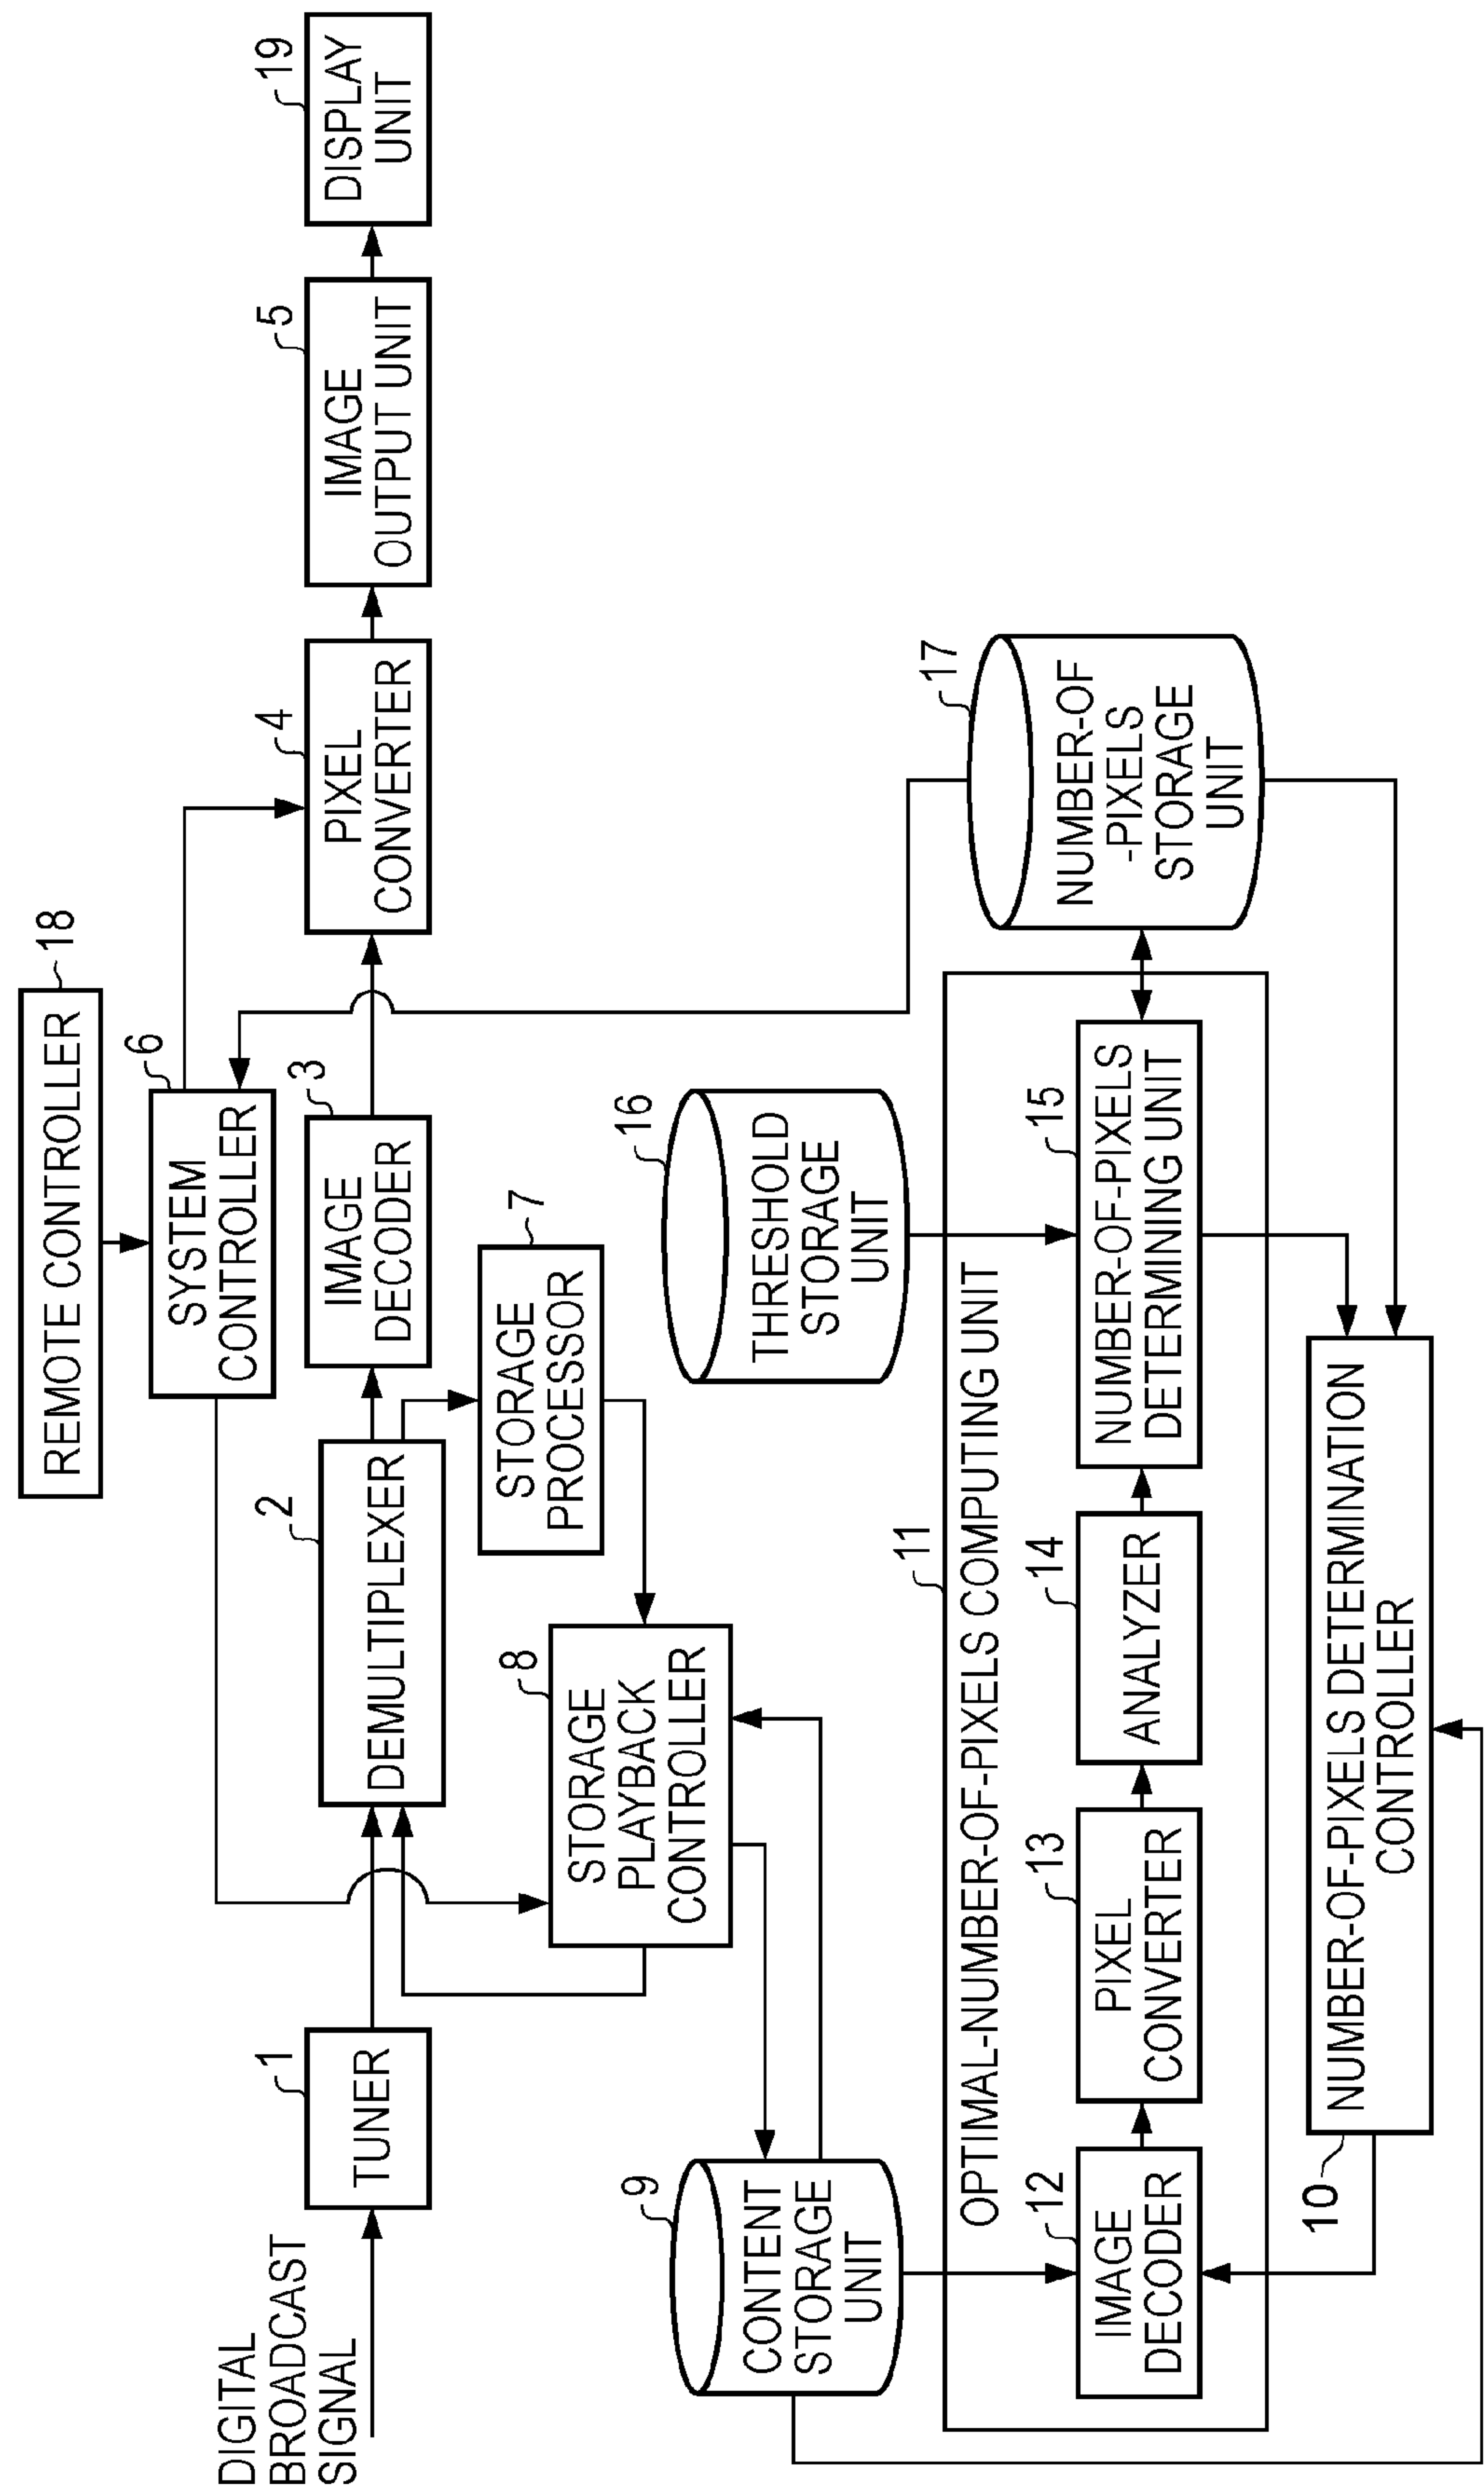 REMOTE CONTROLLER
18
6
SYSTEM
CONTROLLER
DIGITAL
BROADCAST
SIGNAL
1
TUNER
2
DEMULTIPLEXER
3
IMAGE
DECODER
4
PIXEL
CONVERTER
5
IMAGE
OUTPUT UNIT
19
DISPLAY
UNIT
7
STORAGE
PROCESSOR
8
STORAGE
PLAYBACK
CONTROLLER
9
CONTENT
STORAGE
UNIT
16
THRESHOLD
STORAGE
UNIT
17
NUMBER-OF
-PIXELS
STORAGE
UNIT
11
OPTIMAL-NUMBER-OF-PIXELS COMPUTING UNIT
12
IMAGE
DECODER
13
PIXEL
CONVERTER
14
ANALYZER
15
NUMBER-OF-PIXELS
DETERMINING UNIT
10
NUMBER-OF-PIXELS DETERMINATION
CONTROLLER